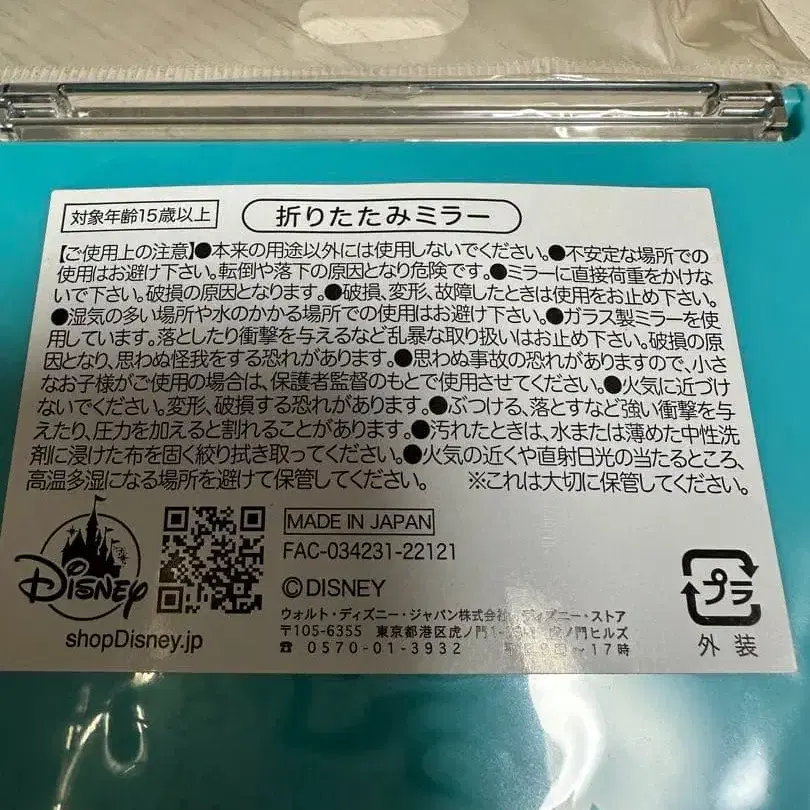 対象年齢15歳以上
折りたたみミラー
【ご使用上の注意】●本来の用途以外には使用しないでください。●不安定な場所での
使用はお避け下さい。転倒や落下の原因となり危険です。●ミラーに直接荷重をかけな
いで下さい。破損の原因となります。●破損、変形、故障したときは使用をお止め下さい。
●湿気の多い場所や水のかかる場所での使用はお避け下さい。●ガラス製ミラーを使
用しています。落としたり衝撃を与えるなど乱暴な取り扱いはお止め下さい。破損の原
因となり、思わぬ怪我をする恐れがあります。●思わぬ事故の恐れがありますので、小さ
なお子様がご使用の場合は、保護者監督のもとで使用させてください。●火気に近づけ
ないでください。変形、破損する恐れがあります。●ぶつける、落とすなど強い衝撃を与
えたり、圧力を加えると割れることがあります。●汚れたときは、水または薄めた中性洗
剤に浸けた布を固く絞り拭き取ってください。●火気の近くや直射日光の当たるところ、
高温多湿になる場所を避けて保管してください。 ※これは大切に保管してください。
DISNEY
shopDisney.jp
MADE IN JAPAN
FAC-034231-22121
©DISNEY
ウォルト・ディズニー・ジャパン株式会社 ディズニー・ストア
〒105-6355 東京都港区虎ノ門 ヒルズ
☎ 0570-01-3932 ～17時
プラ
外装